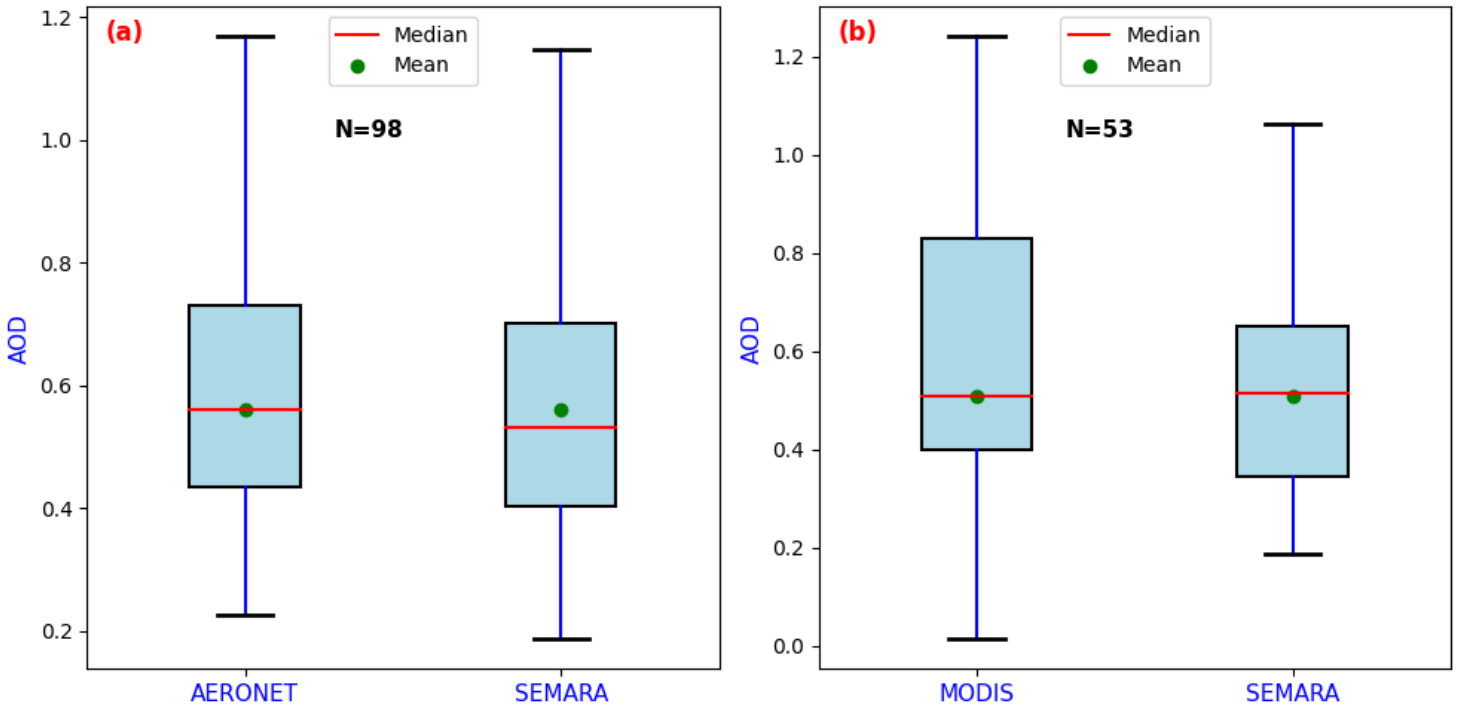 (a)
Median
Mean
N=98
AOD
1.2
1.0
0.8
0.6
0.4
0.2
AERONET
SEMARA
(b)
Median
Mean
N=53
AOD
1.2
1.0
0.8
0.6
0.4
0.2
0.0
MODIS
SEMARA